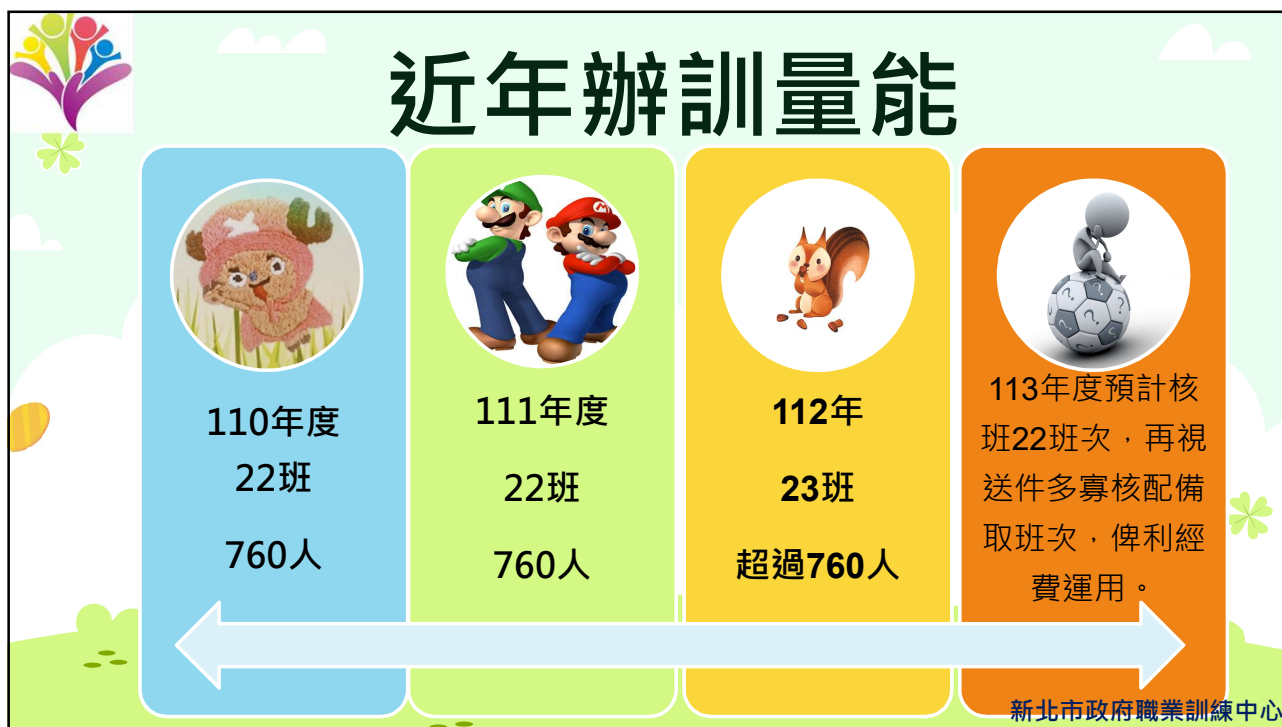 近年辦訓量能
110年度
22班
760人
111年度
22班
760人
112年
23班
超過760人
113年度預計核
班22班次，再視
送件多寡核配備
取班次，俾利經
費運用。
新北市政府職業訓練中心